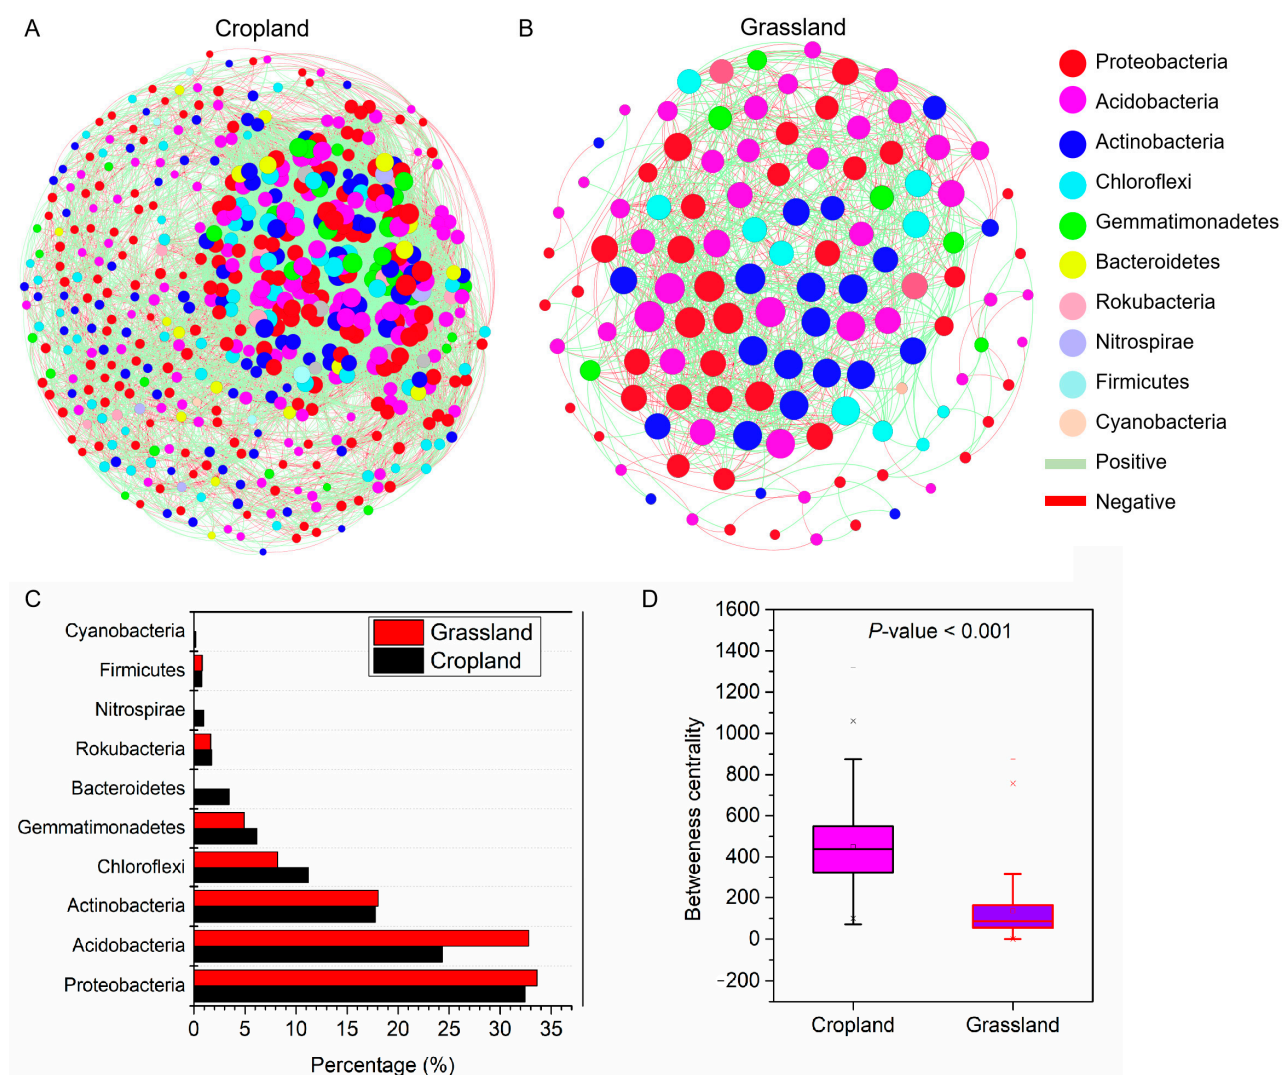 A
Cropland
B
Grassland
Proteobacteria
Acidobacteria
Actinobacteria
Chloroflexi
Gemmatimonadetes
Bacteroidetes
Rokubacteria
Nitrospirae
Firmicutes
Cyanobacteria
Positive
Negative
C
Cyanobacteria
Firmicutes
Nitrospirae
Rokubacteria
Bacteroidetes
Gemmatimonadetes
Chloroflexi
Actinobacteria
Acidobacteria
Proteobacteria
Grassland
Cropland
0 5 10 15 20 25 30 35
Percentage (%)
D
P-value < 0.001
Betweeness centrality
1600
1400
1200
1000
800
600
400
200
0
-200
Cropland
Grassland